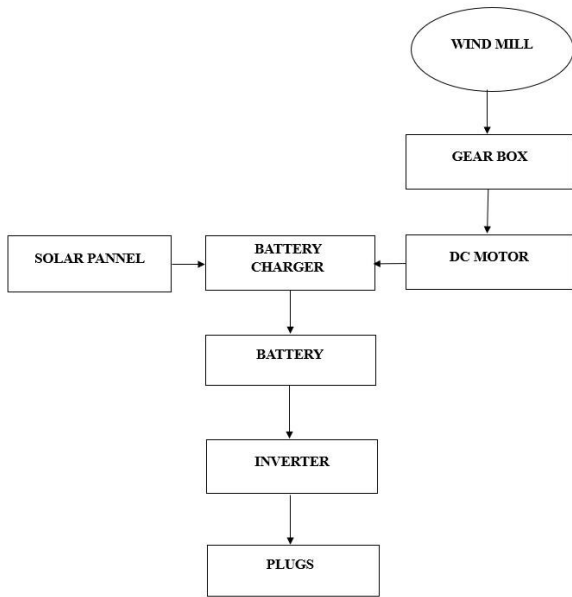 WIND MILL
GEAR BOX
SOLAR PANNEL
BATTERY
CHARGER
DC MOTOR
BATTERY
INVERTER
PLUGS